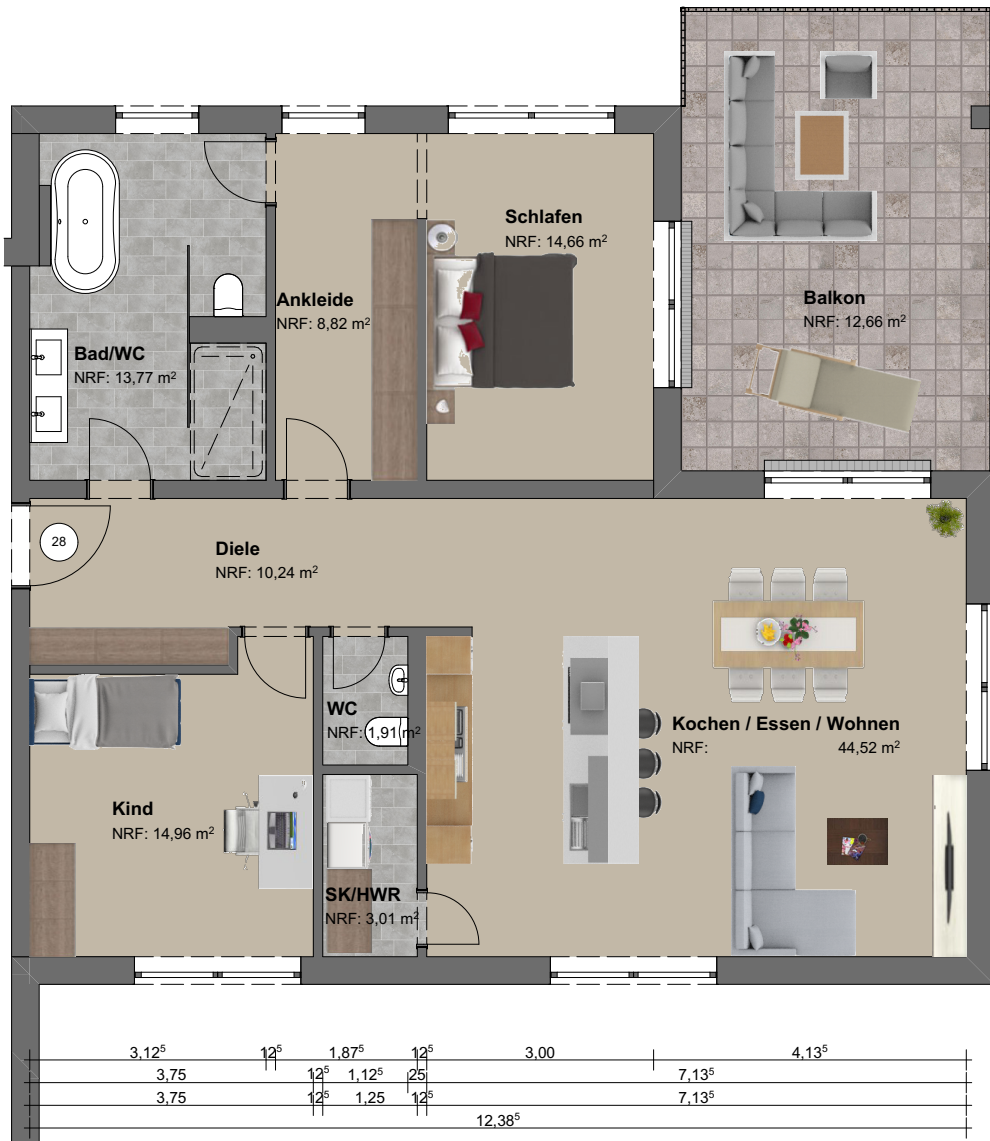 Schlafen
NRF: 14,66 m²
Balkon
NRF: 12,66 m²
Ankleide
NRF: 8,82 m²
Bad/WC
NRF: 13,77 m²
28
Diele
NRF: 10,24 m²
WC
NRF: 1,91 m²
Kochen / Essen / Wohnen
NRF: 44,52 m²
Kind
NRF: 14,96 m²
SK/HWR
NRF: 3,01 m²
3,12⁵ 12⁵ 1,87⁵ 12⁵ 3,00 4,13⁵
3,75 12⁵ 1,12⁵ 25 7,13⁵
3,75 12⁵ 1,25 12⁵ 7,13⁵
12,38⁵